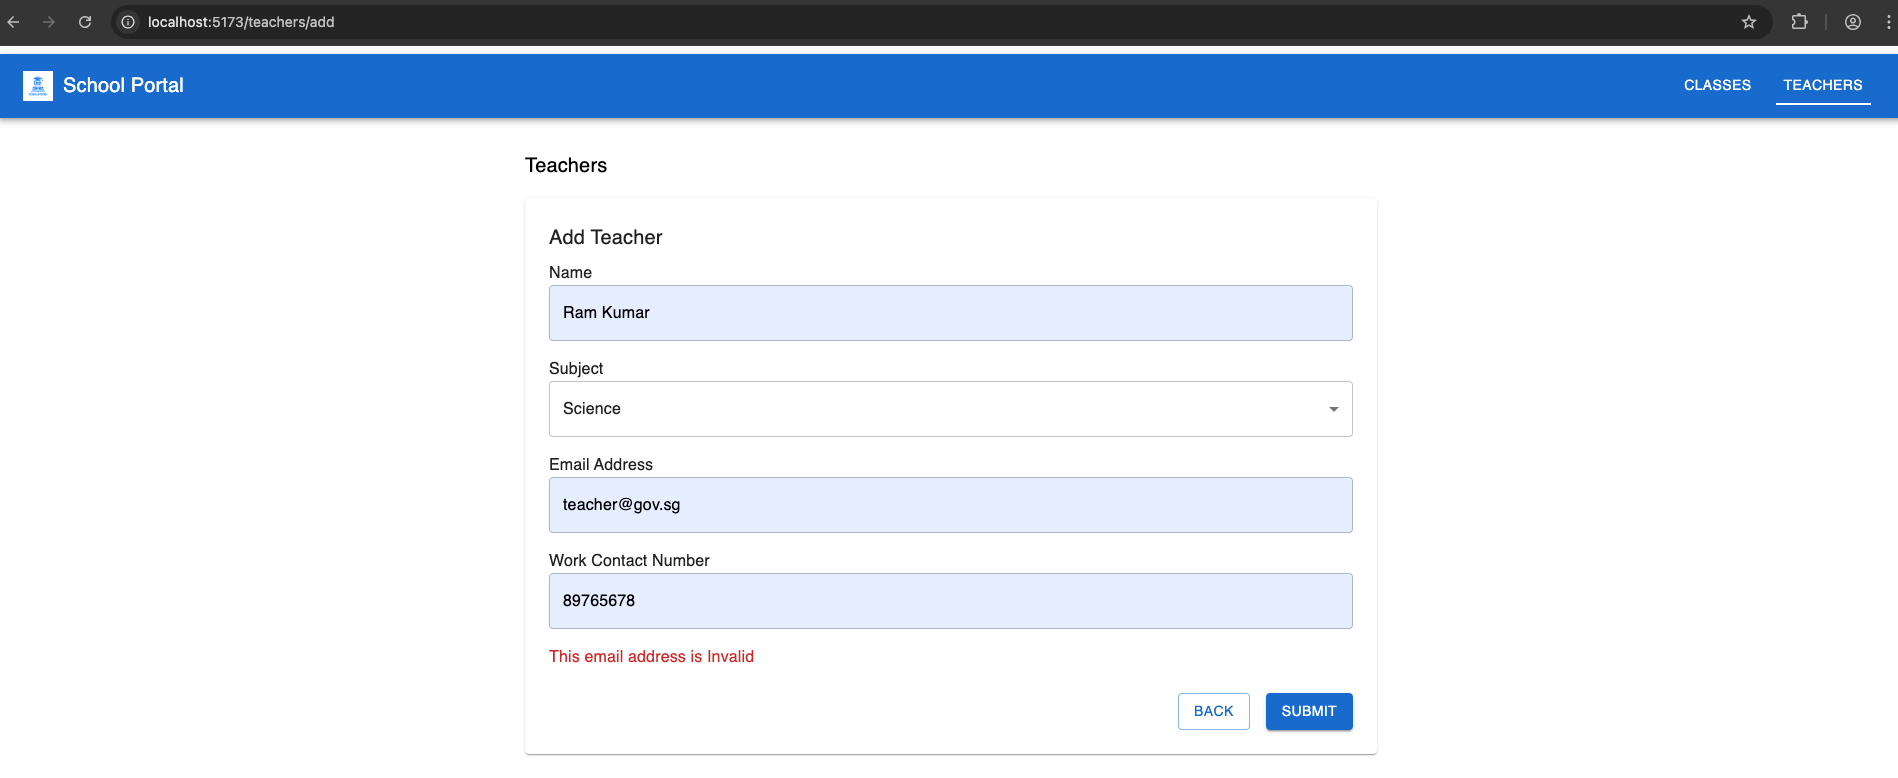 localhost:5173/teachers/add
School Portal
CLASSES
TEACHERS
Teachers
Add Teacher
Name
Ram Kumar
Subject
Science
Email Address
teacher@gov.sg
Work Contact Number
89765678
This email address is Invalid
BACK
SUBMIT